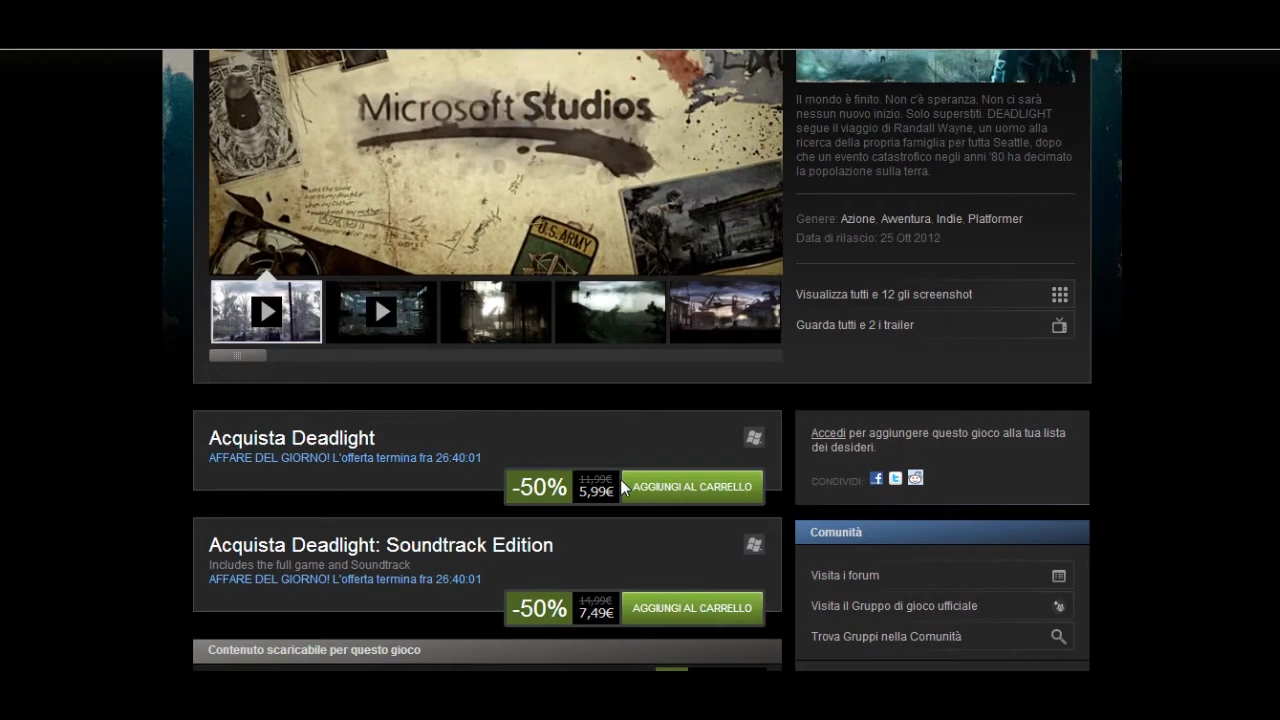 Microsoft Studios
U.S. ARMY
Il mondo è finito. Non c'è speranza. Non ci sarà
nessun nuovo inizio. Solo superstiti. DEADLIGHT
segue il viaggio di Randall Wayne, un uomo alla
ricerca della propria famiglia per tutta Seattle, dopo
che un evento catastrofico negli anni '80 ha decimato
la popolazione sulla terra.
Genere: Azione, Avventura, Indie, Platformer
Data di rilascio: 25 Ott 2012
Visualizza tutti e 12 gli screenshot
Guarda tutti e 2 i trailer
Acquista Deadlight
AFFARE DEL GIORNO! L'offerta termina fra 26:40:01
-50%
11,99€
5,99€
AGGIUNGI AL CARRELLO
Acquista Deadlight: Soundtrack Edition
Includes the full game and Soundtrack
AFFARE DEL GIORNO! L'offerta termina fra 26:40:01
-50%
14,99€
7,49€
AGGIUNGI AL CARRELLO
Contenuto scaricabile per questo gioco
Accedi per aggiungere questo gioco alla tua lista
dei desideri.
CONDIVIDI:
Comunità
Visita i forum
Visita il Gruppo di gioco ufficiale
Trova Gruppi nella Comunità